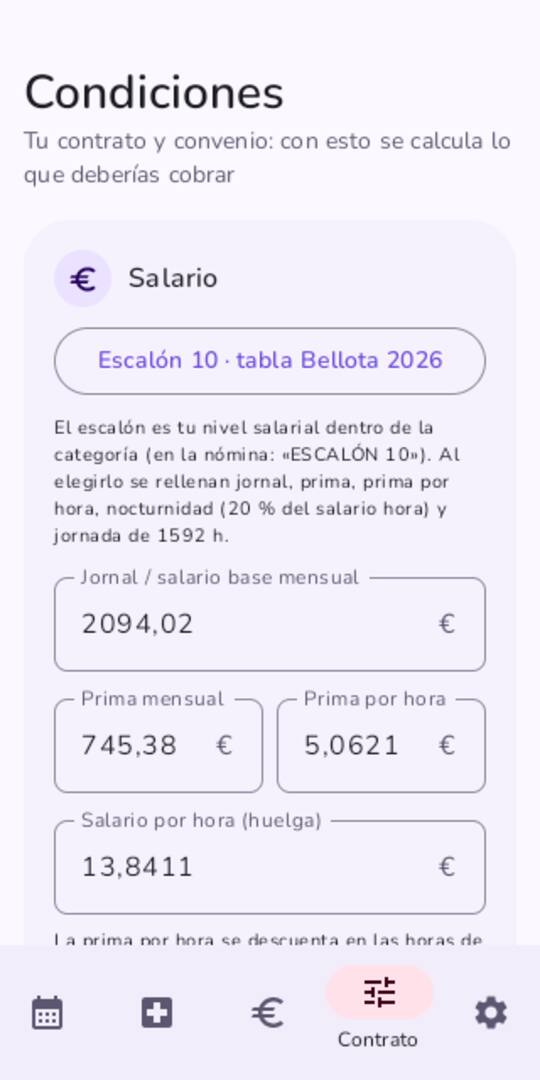 Condiciones
Tu contrato y convenio: con esto se calcula lo
que deberías cobrar
€ Salario
Escalón 10 · tabla Bellota 2026
El escalón es tu nivel salarial dentro de la
categoría (en la nómina: «ESCALÓN 10»). Al
elegirlo se rellenan jornal, prima, prima por
hora, nocturnidad (20 % del salario hora) y
jornada de 1592 h.
Jornal / salario base mensual
2094,02 €
Prima mensual
745,38 €
Prima por hora
5,0621 €
Salario por hora (huelga)
13,8411 €
La prima por hora se descuenta en las horas de
€
Contrato